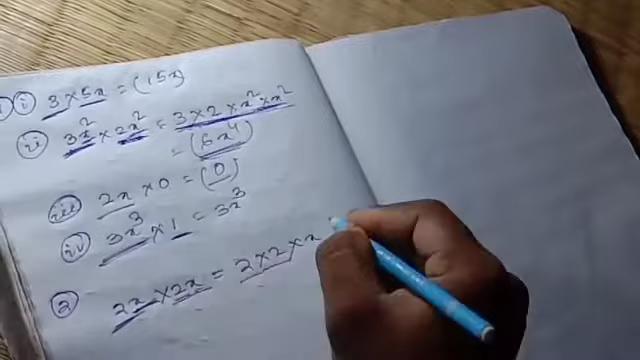 ① ⓘ 3 × 5x = (15x)
ⓘⓘ 3x² × 2x² = 3 × 2 × x² × x²
= (6x⁴)
ⓘⓘⓘ 2x × 0 = (0)
ⓘⓥ 3x³ × 1 = 3x³
② 2x × 2x = 2 × 2 × x